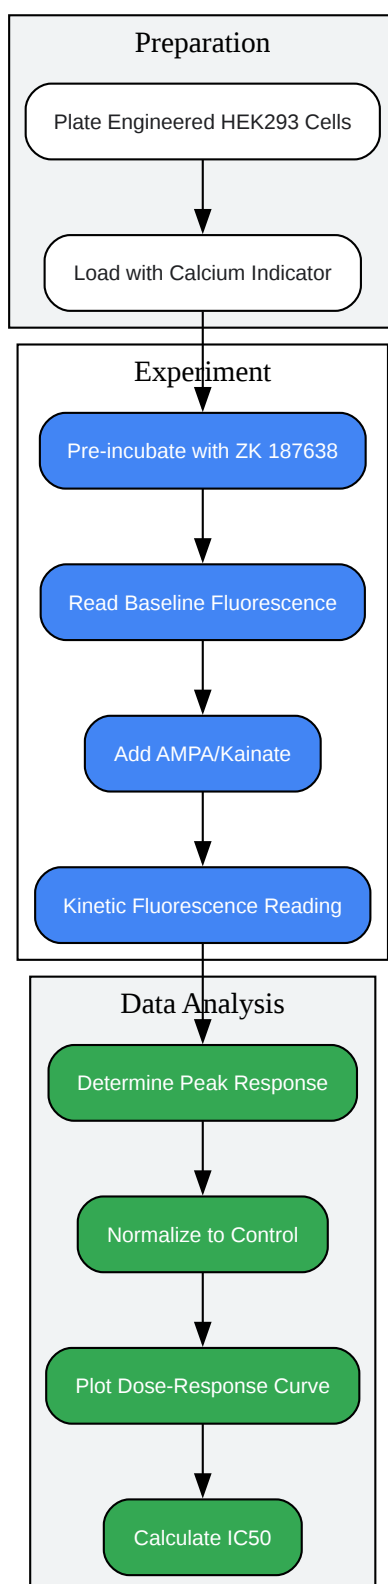 Preparation
Plate Engineered HEK293 Cells
Load with Calcium Indicator
Experiment
Pre-incubate with ZK 187638
Read Baseline Fluorescence
Add AMPA/Kainate
Kinetic Fluorescence Reading
Data Analysis
Determine Peak Response
Normalize to Control
Plot Dose-Response Curve
Calculate IC50